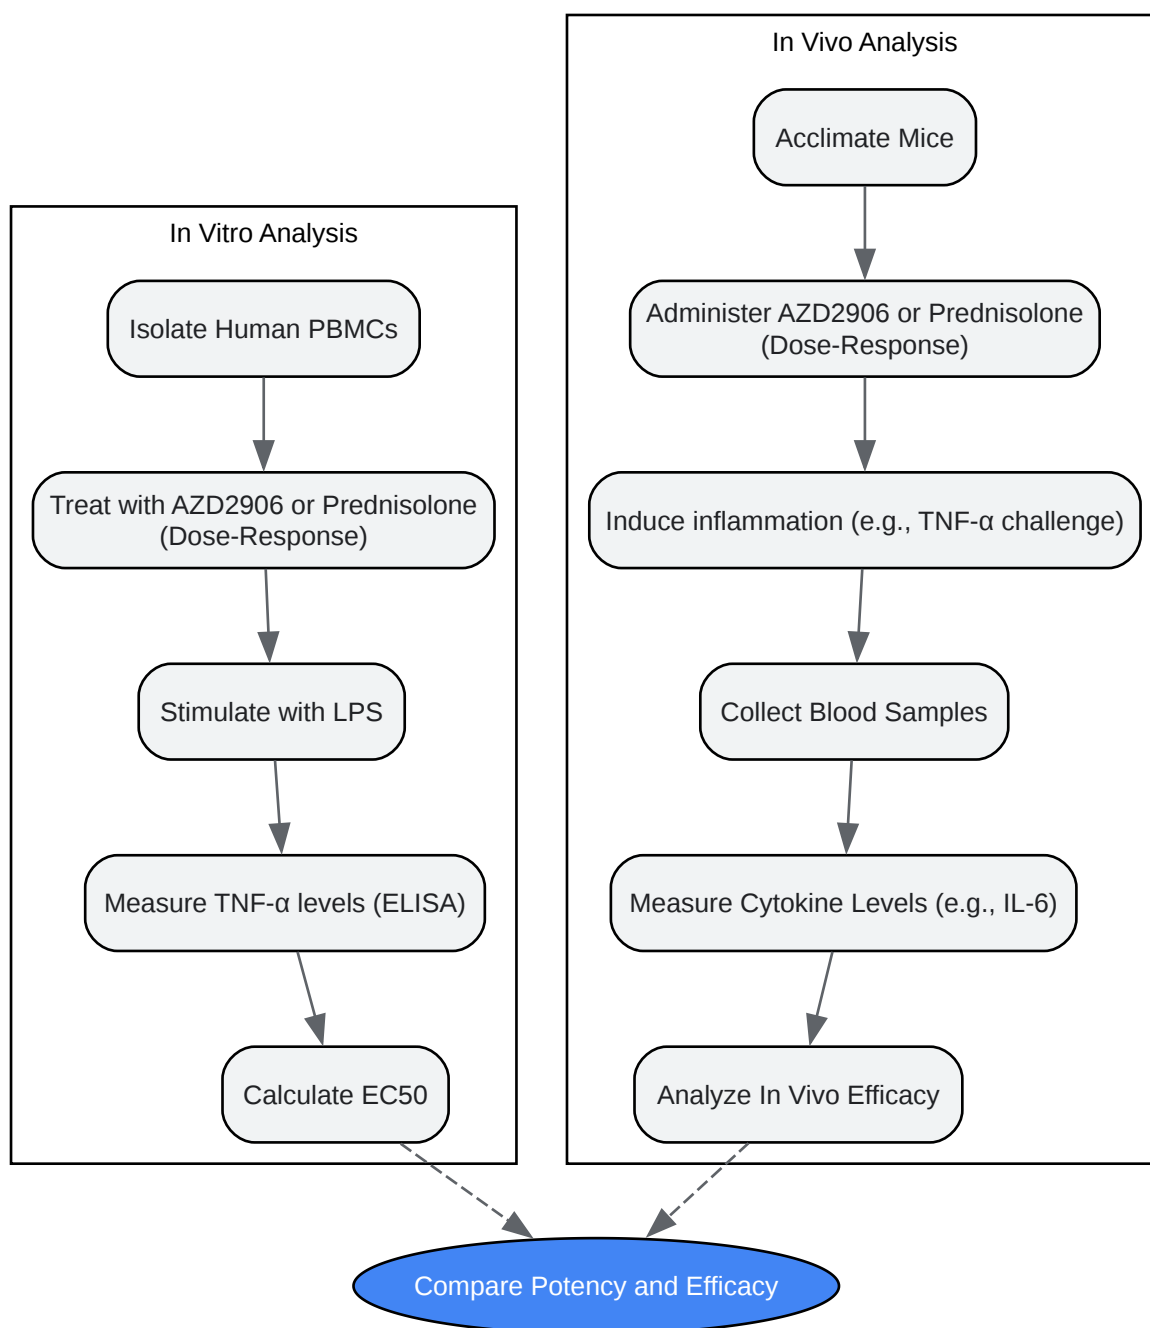 In Vitro Analysis
Isolate Human PBMCs
Treat with AZD2906 or Prednisolone
(Dose-Response)
Stimulate with LPS
Measure TNF-α levels (ELISA)
Calculate EC50
In Vivo Analysis
Acclimate Mice
Administer AZD2906 or Prednisolone
(Dose-Response)
Induce inflammation (e.g., TNF-α challenge)
Collect Blood Samples
Measure Cytokine Levels (e.g., IL-6)
Analyze In Vivo Efficacy
Compare Potency and Efficacy